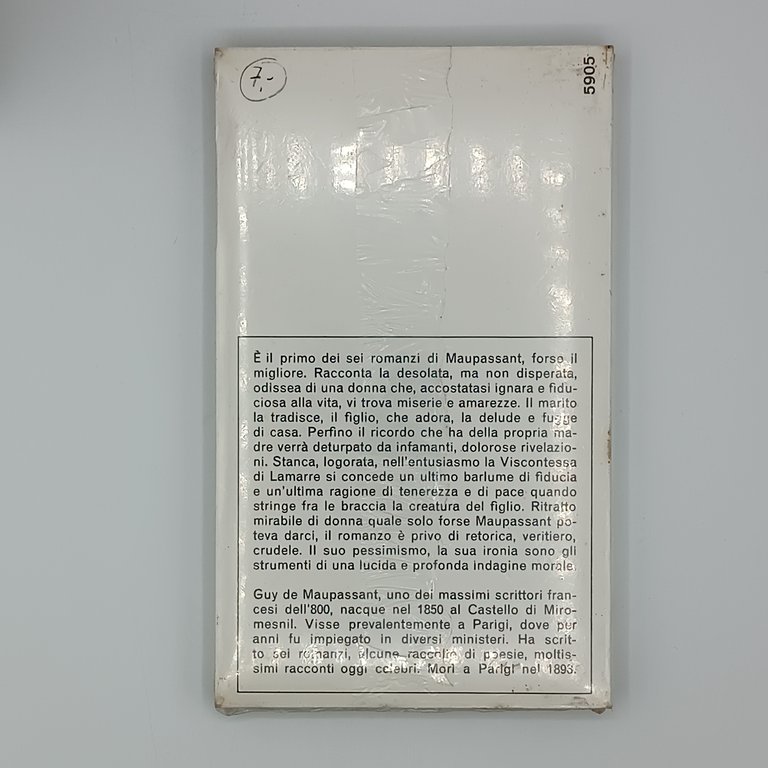 7,-
5905
È il primo dei sei romanzi di Maupassant, forse il
migliore. Racconta la desolata, ma non disperata,
odissea di una donna che, accostatasi ignara e fidu-
ciosa alla vita, vi trova miserie e amarezze. Il marito
la tradisce, il figlio, che adora, la delude e fugge
di casa. Perfino il ricordo che ha della propria ma-
dre verrà deturpato da infamanti, dolorose rivelazio-
ni. Stanca, logorata, nell'entusiasmo la Viscontessa
di Lamarre si concede un ultimo barlume di fiducia
e un'ultima ragione di tenerezza e di pace quando
stringe fra le braccia la creatura del figlio. Ritratto
mirabile di donna quale solo forse Maupassant po-
teva darci, il romanzo è privo di retorica, veritiero,
crudele. Il suo pessimismo, la sua ironia sono gli
strumenti di una lucida e profonda indagine morale.
Guy de Maupassant, uno dei massimi scrittori fran-
cesi dell'800, nacque nel 1850 al Castello di Miro-
mesnil. Visse prevalentemente a Parigi, dove per
anni fu impiegato in diversi ministeri. Ha scrit-
to sei romanzi, alcune raccolte di poesie, moltis-
simi racconti oggi celebri. Morì a Parigi nel 1893.